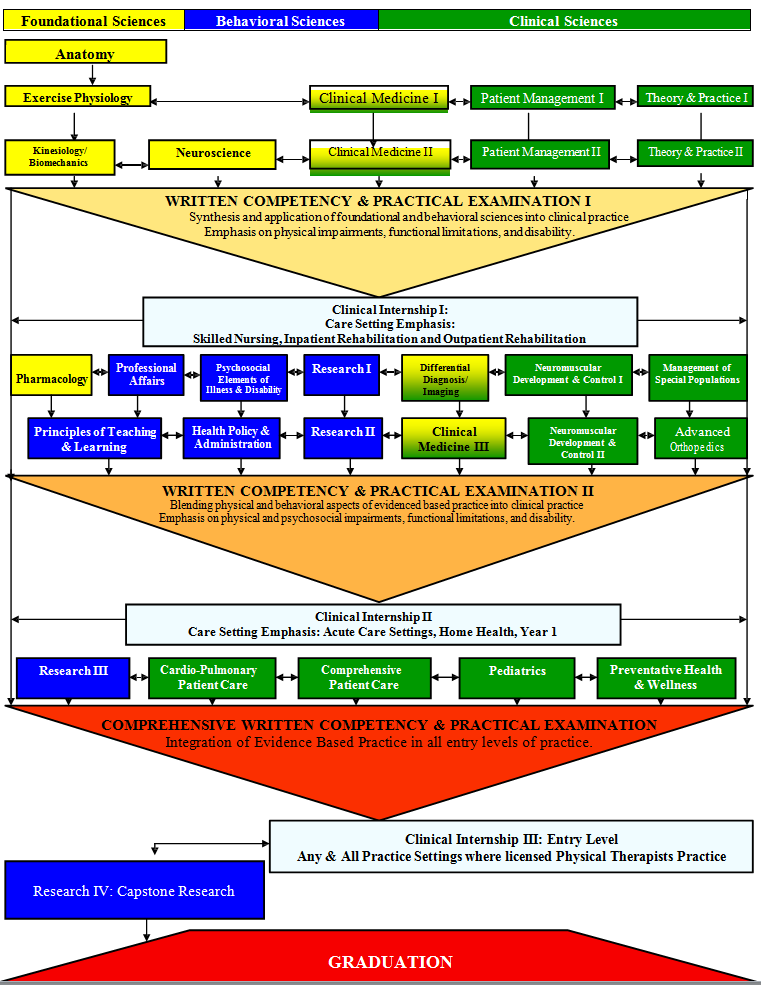 Foundational Sciences
Behavioral Sciences
Clinical Sciences
Anatomy
Exercise Physiology
Clinical Medicine I
Patient Management I
Theory & Practice I
Kinesiology/
Biomechanics
Neuroscience
Clinical Medicine II
Patient Management II
Theory & Practice II
WRITTEN COMPETENCY & PRACTICAL EXAMINATION I
Synthesis and application of foundational and behavioral sciences into clinical practice
Emphasis on physical impairments, functional limitations, and disability.
Clinical Internship I:
Care Setting Emphasis:
Skilled Nursing, Inpatient Rehabilitation and Outpatient Rehabilitation
Pharmacology
Professional
Affairs
Psychosocial
Elements of
Illness & Disability
Research I
Differential
Diagnosis/
Imaging
Neuromuscular
Development & Control I
Management of
Special Populations
Principles of Teaching
& Learning
Health Policy &
Administration
Research II
Clinical
Medicine III
Neuromuscular
Development &
Control II
Advanced
Orthopedics
WRITTEN COMPETENCY & PRACTICAL EXAMINATION II
Blending physical and behavioral aspects of evidenced based practice into clinical practice
Emphasis on physical and psychosocial impairments, functional limitations, and disability.
Clinical Internship II
Care Setting Emphasis: Acute Care Settings, Home Health, Year 1
Research III
Cardio-Pulmonary
Patient Care
Comprehensive
Patient Care
Pediatrics
Preventative Health
& Wellness
COMPREHENSIVE WRITTEN COMPETENCY & PRACTICAL EXAMINATION
Integration of Evidence Based Practice in all entry levels of practice.
Clinical Internship III: Entry Level
Any & All Practice Settings where licensed Physical Therapists Practice
Research IV: Capstone Research
GRADUATION